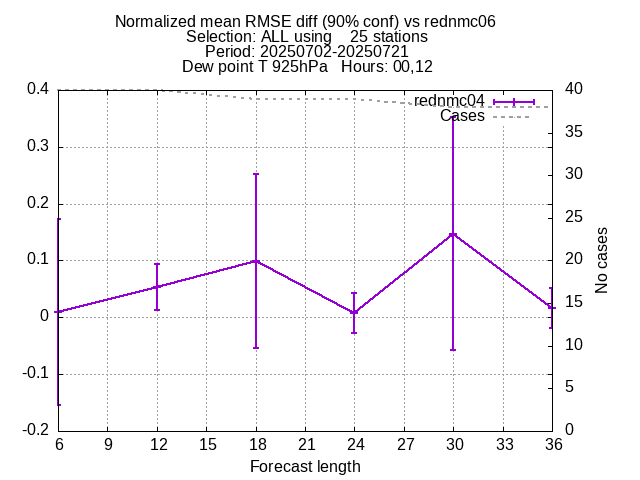 Normalized mean RMSE diff (90% conf) vs rednmc06
Selection: ALL using    25 stations
Period: 20250702-20250721
Dew point T 925hPa   Hours: 00,12
rednmc04
Cases
0.4
0.3
0.2
0.1
0
-0.1
-0.2
40
35
30
25
20
15
10
5
0
No cases
6 9 12 15 18 21 24 27 30 33 36
Forecast length